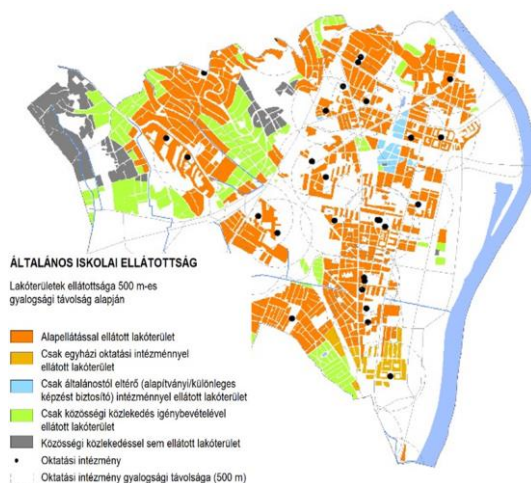 ÁLTALÁNOS ISKOLAI ELLÁTOTTSÁG
Lakóterületek ellátottsága 500 m-es
gyalogsági távolság alapján
Alapellátással ellátott lakóterület
Csak egyházi oktatási intézménnyel
ellátott lakóterület
Csak általánostól eltérő (alapítványi/különleges
képzést biztosító) intézménnyel ellátott lakóterület
Csak közösségi közlekedés igénybevételével
ellátott lakóterület
Közösségi közlekedéssel sem ellátott lakóterület
Oktatási intézmény
Oktatási intézmény gyalogsági távolsága (500 m)